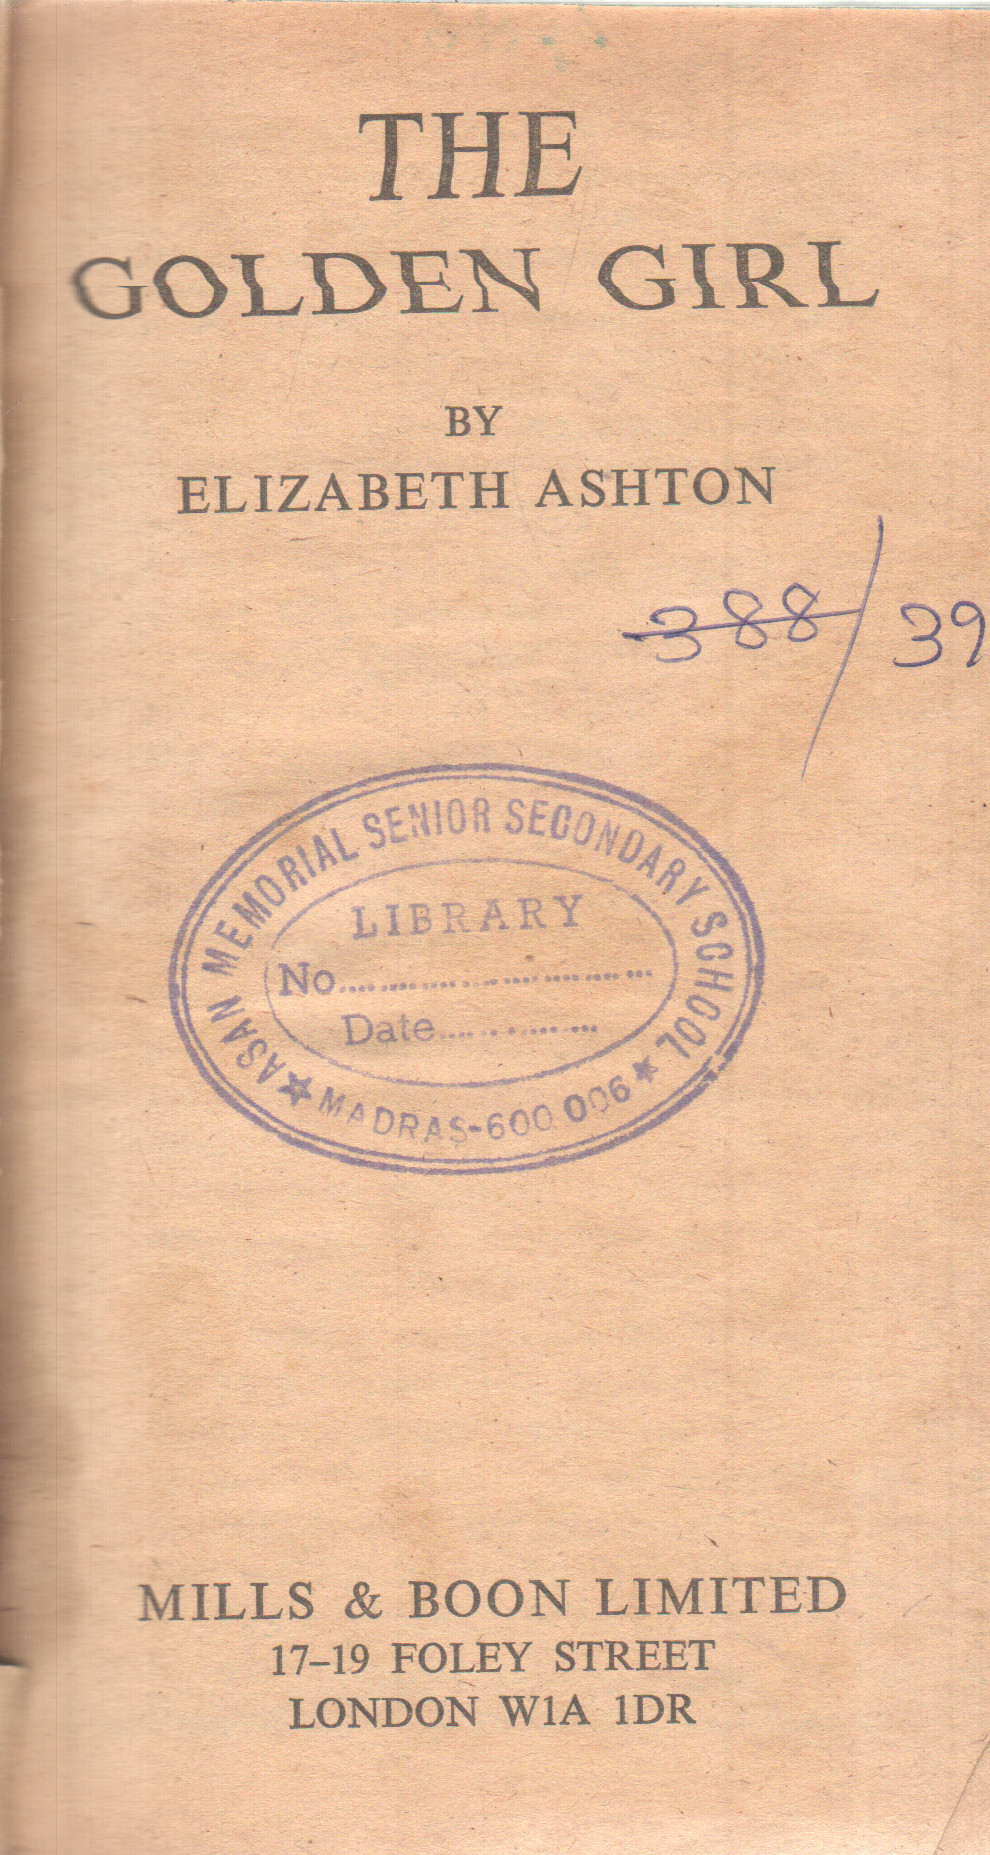 THE
GOLDEN GIRL
BY
ELIZABETH ASHTON
388/39
ASAN MEMORIAL SENIOR SECONDARY SCHOOL
LIBRARY
No..............................
Date...............
★ MADRAS-600 006 ★
MILLS & BOON LIMITED
17–19 FOLEY STREET
LONDON W1A 1DR